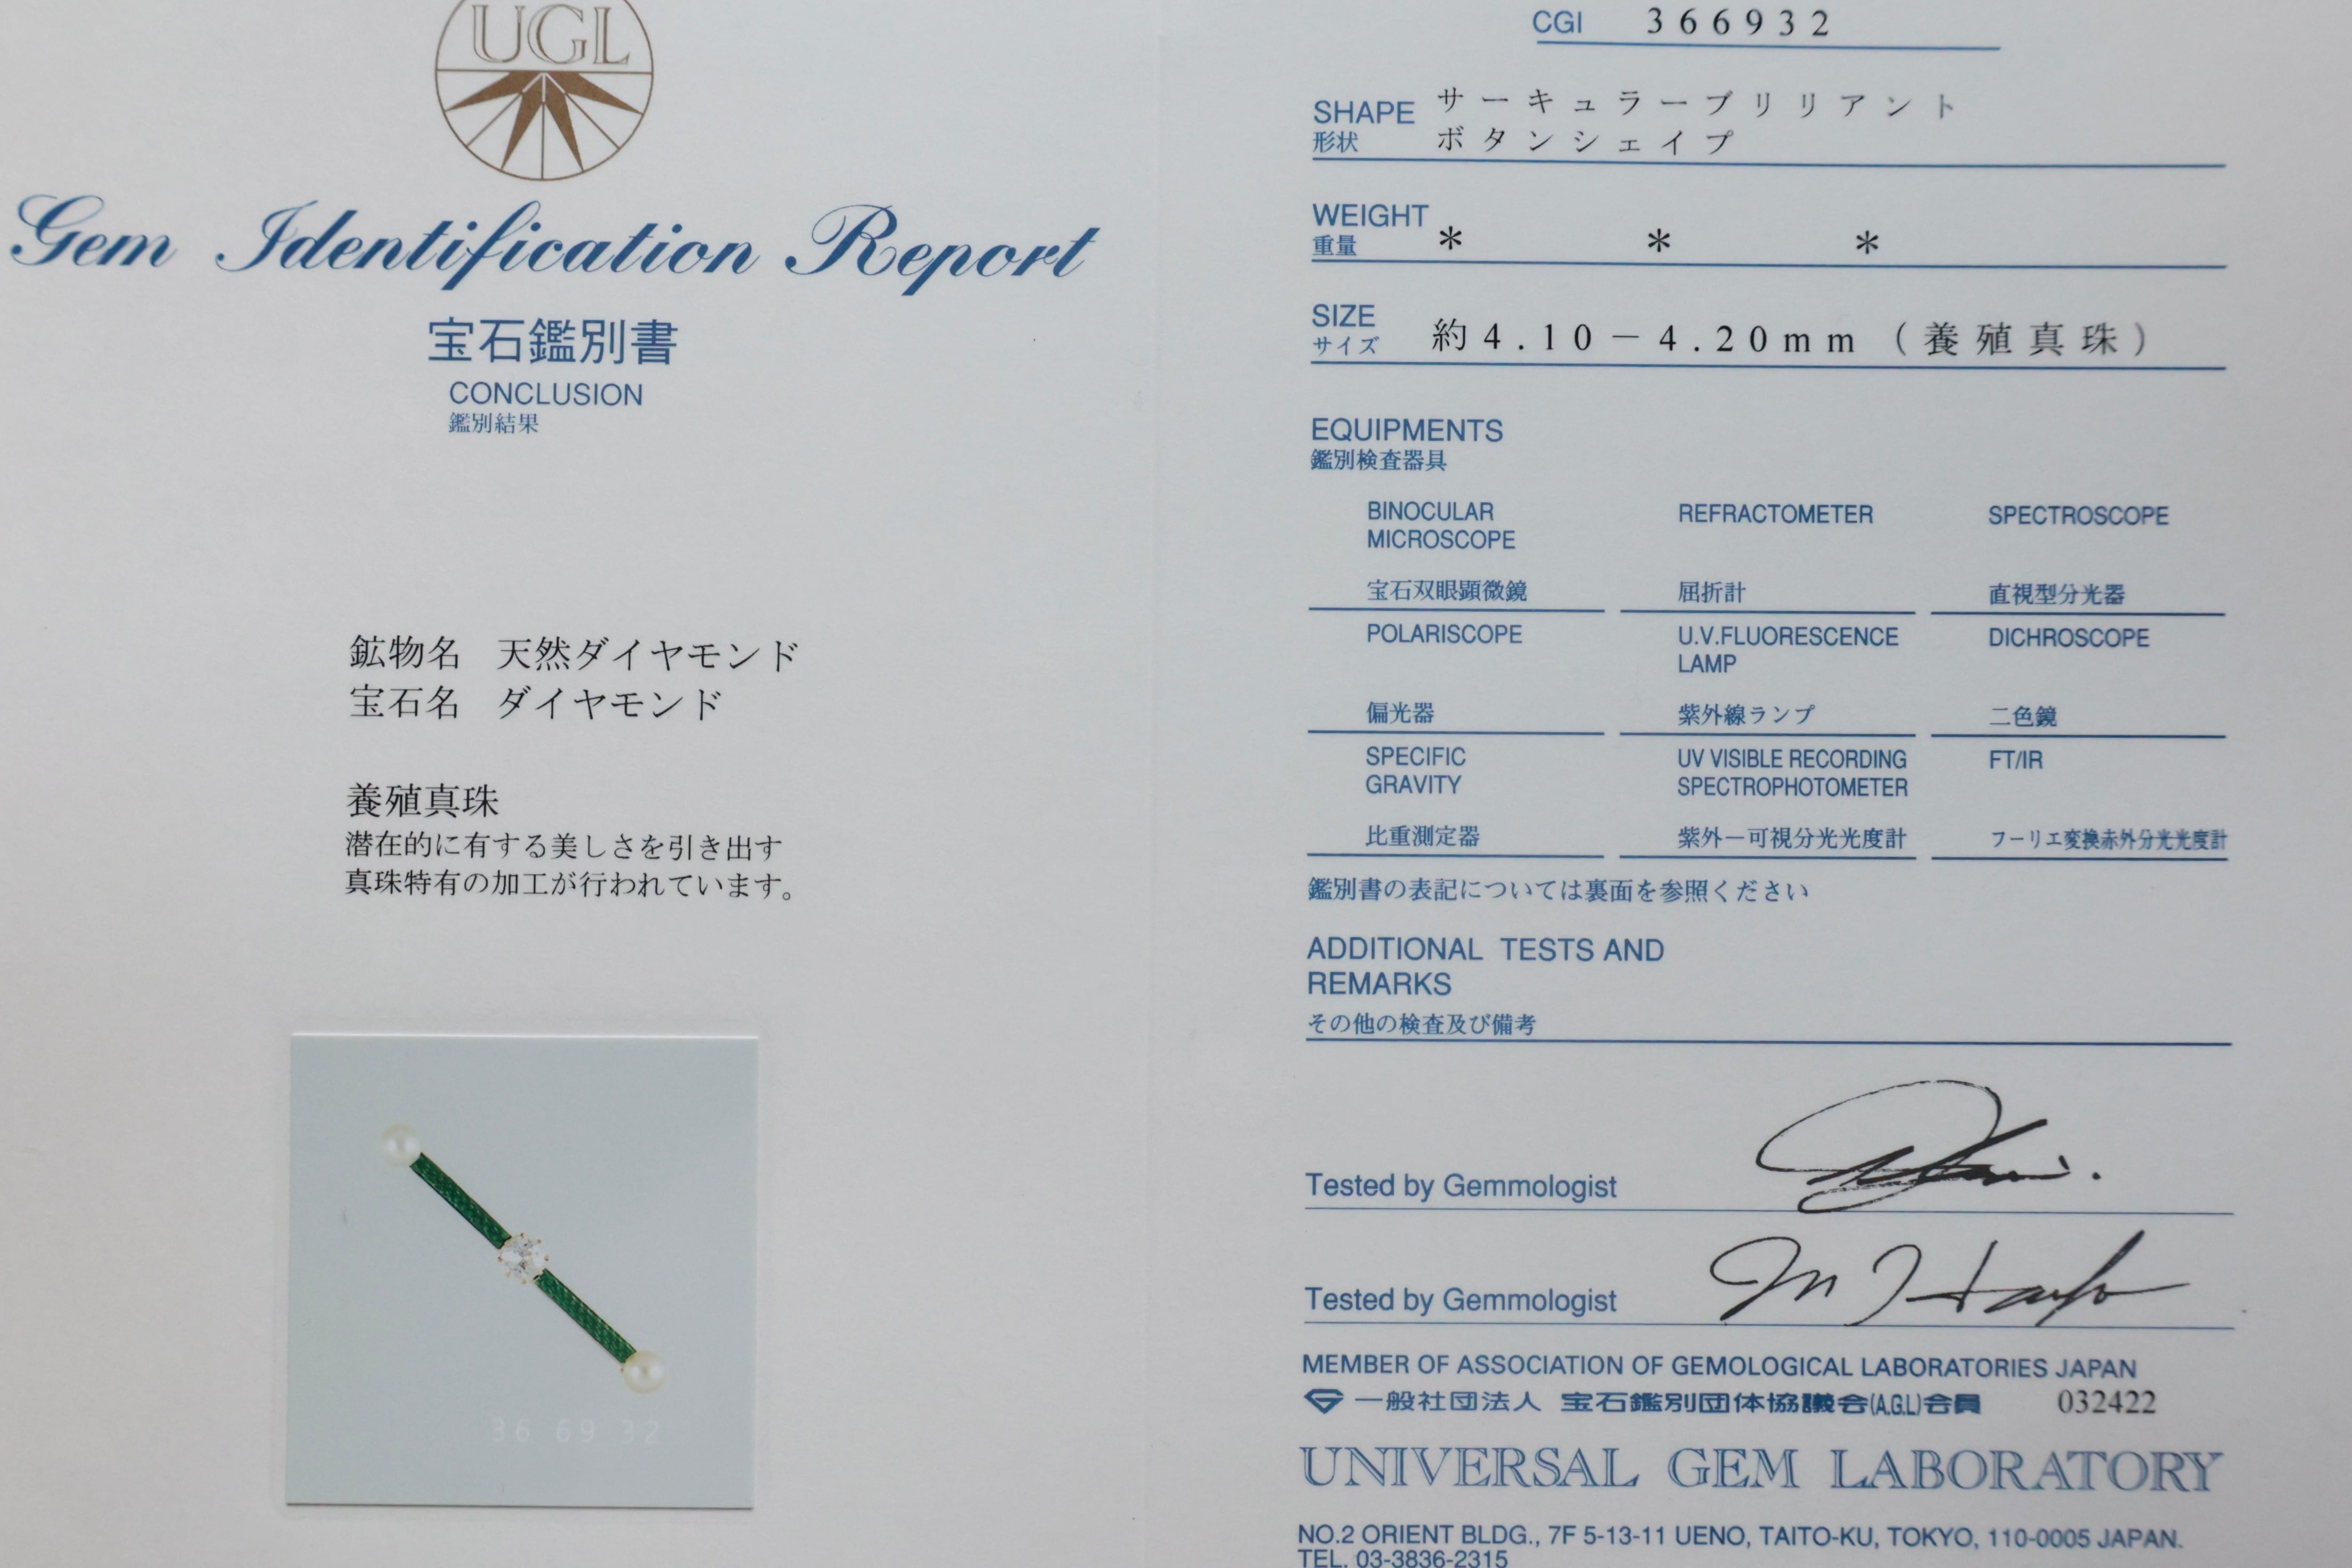 UGL
Gem Identification Report
宝石鑑別書
CONCLUSION
鑑別結果
鉱物名 天然ダイヤモンド
宝石名 ダイヤモンド
養殖真珠
潜在的に有する美しさを引き出す
真珠特有の加工が行われています。
36 69 32
CGI 366932
SHAPE サーキュラーブリリアント
形状 ボタンシェイプ
WEIGHT
重量 * * *
SIZE
サイズ 約4.10－4.20mm（養殖真珠）
EQUIPMENTS
鑑別検査器具
BINOCULAR MICROSCOPE
宝石双眼顕微鏡
REFRACTOMETER
屈折計
SPECTROSCOPE
直視型分光器
POLARISCOPE
偏光器
U.V.FLUORESCENCE LAMP
紫外線ランプ
DICHROSCOPE
二色鏡
SPECIFIC GRAVITY
比重測定器
UV VISIBLE RECORDING SPECTROPHOTOMETER
紫外－可視分光光度計
FT/IR
フーリエ変換赤外分光光度計
鑑別書の表記については裏面を参照ください
ADDITIONAL TESTS AND
REMARKS
その他の検査及び備考
Tested by Gemmologist
Tested by Gemmologist
MEMBER OF ASSOCIATION OF GEMOLOGICAL LABORATORIES JAPAN
一般社団法人 宝石鑑別団体協議会(A.G.L)会員 032422
UNIVERSAL GEM LABORATORY
NO.2 ORIENT BLDG., 7F 5-13-11 UENO, TAITO-KU, TOKYO, 110-0005 JAPAN.
TEL. 03-3836-2315